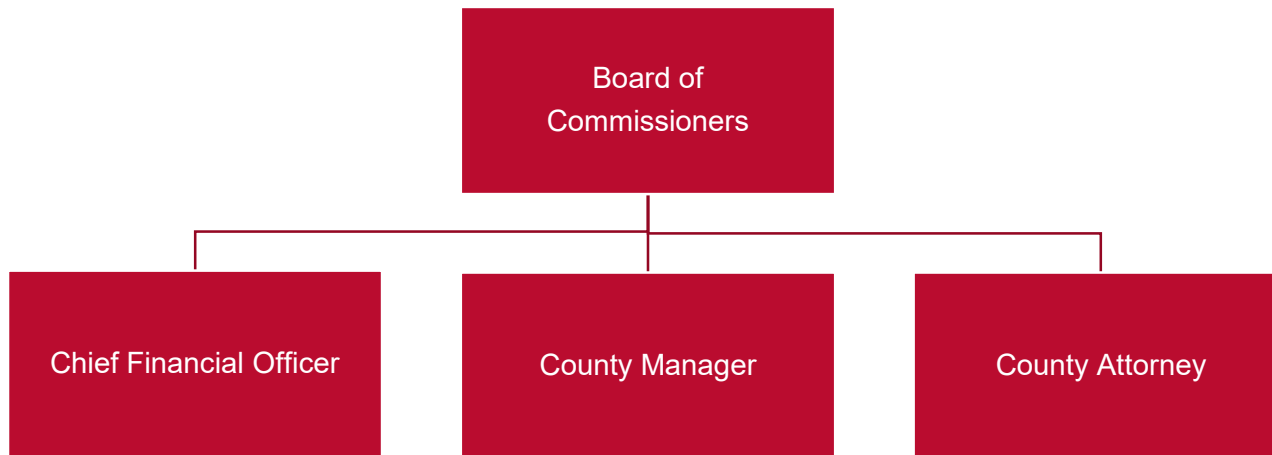 Board of
Commissioners
Chief Financial Officer
County Manager
County Attorney